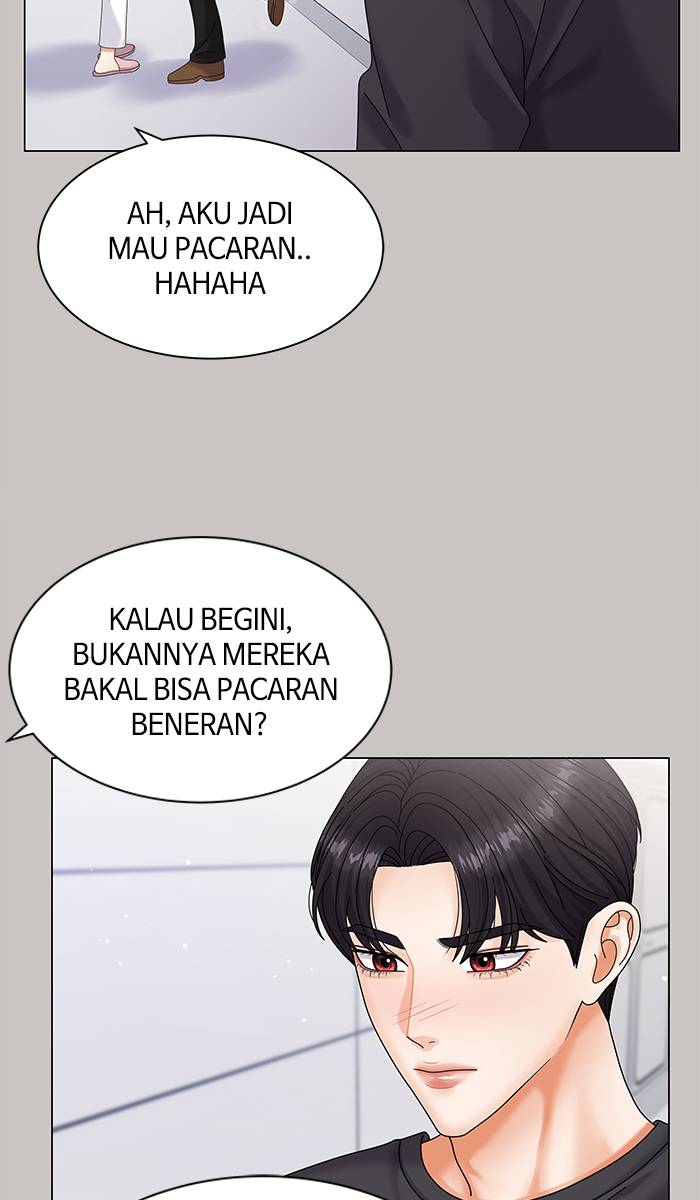 AH, AKU JADI
MAU PACARAN..
HAHAHA
KALAU BEGINI,
BUKANNYA MEREKA
BAKAL BISA PACARAN
BENERAN?